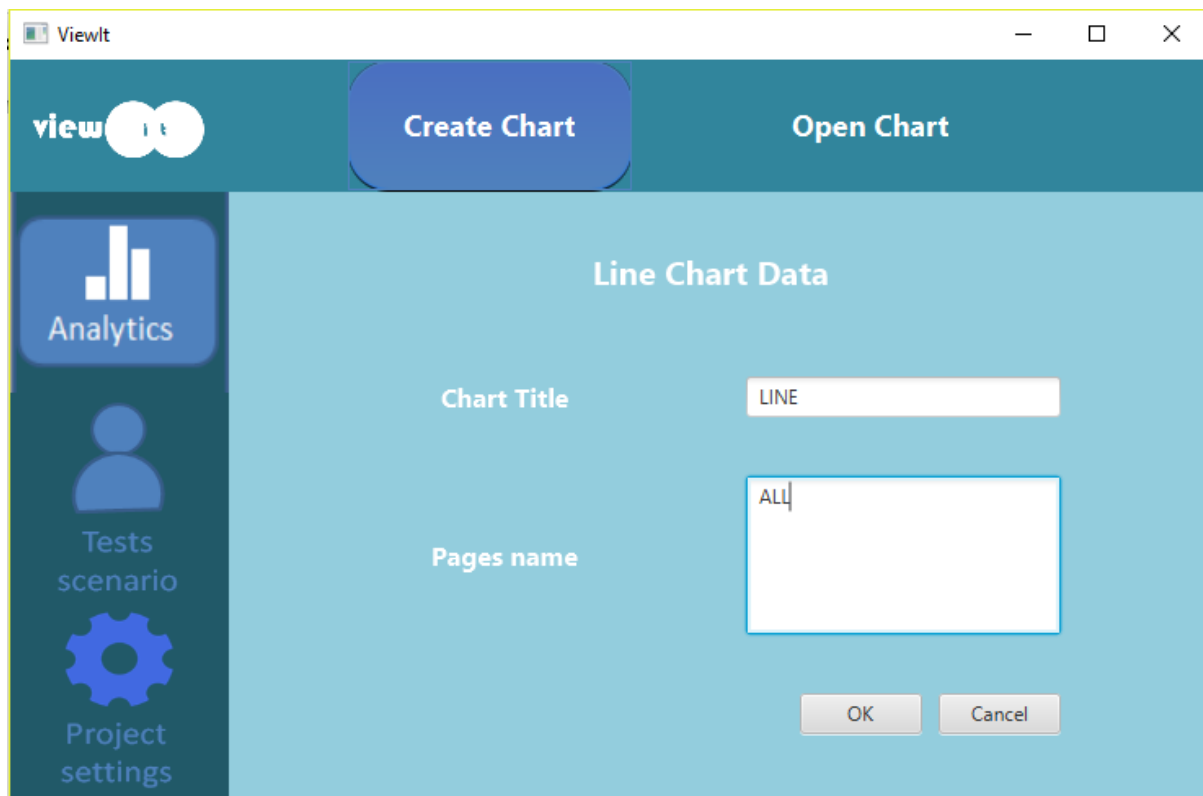 ViewIt
view it
Create Chart
Open Chart
Analytics
Tests
scenario
Project
settings
Line Chart Data
Chart Title
LINE
Pages name
ALL
OK
Cancel